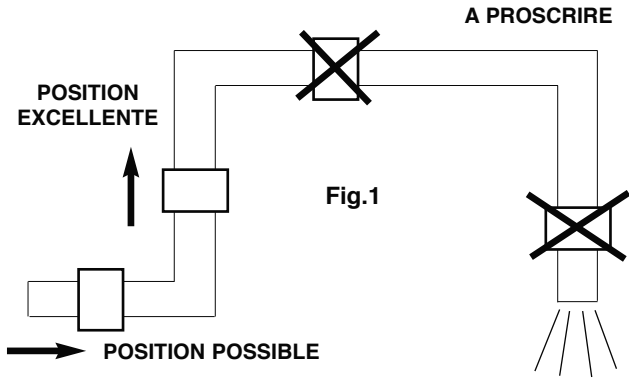 A PROSCRIRE
POSITION
EXCELLENTE
Fig.1
POSITION POSSIBLE